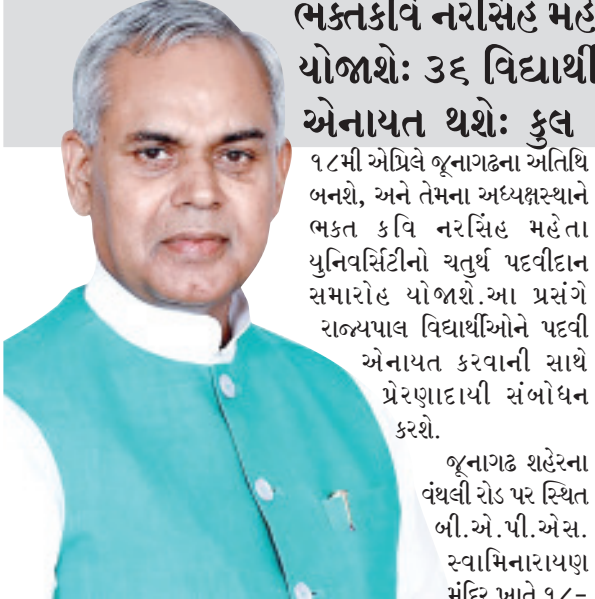 ભક્તકવિ નરસિંહ મહે
યોજાશે: ૩૬ વિદ્યાર્થી
એનાયત થશે: કુલ
૧૮મી એપ્રિલે જૂનાગઢના અતિથિ
બનશે, અને તેમના અધ્યક્ષસ્થાને
ભકત કવિ નરસિંહ મહેતા
યુનિવર્સિટીનો ચતુર્થ પદવીદાન
સમારોહ યોજાશે.આ પ્રસંગે
રાજ્યપાલ વિદ્યાર્થીઓને પદવી
એનાયત કરવાની સાથે
પ્રેરણાદાયી સંબોધન
કરશે.
જૂનાગઢ શહેરના
વંથલી રોડ પર સ્થિત
બી.એ.પી.એસ.
સ્વામિનારાયણ
મંદિર ખાતે ૧૮-